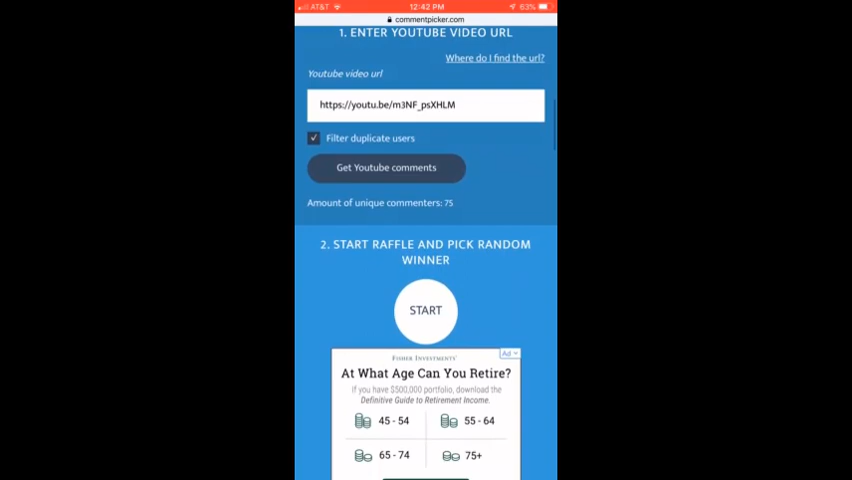 AT&T 12:42 PM 63%
commentpicker.com
1. ENTER YOUTUBE VIDEO URL
Where do I find the url?
Youtube video url
https://youtu.be/m3NF_psXHLM
Filter duplicate users
Get Youtube comments
Amount of unique commenters: 75
2. START RAFFLE AND PICK RANDOM
WINNER
START
Ad
FISHER INVESTMENTS
At What Age Can You Retire?
If you have $500,000 portfolio, download the
Definitive Guide to Retirement Income.
45 - 54 55 - 64
65 - 74 75+